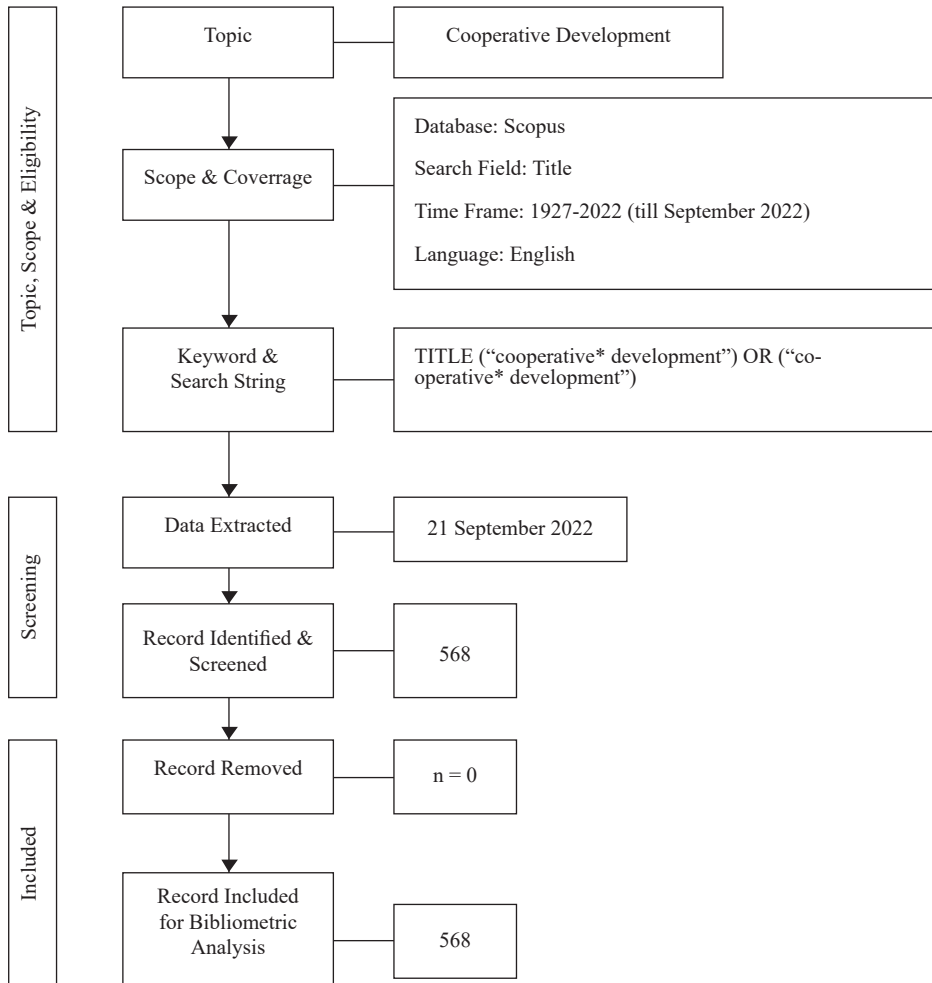 Topic, Scope & Eligibility
Topic
Cooperative Development
Scope & Coverrage
Database: Scopus
Search Field: Title
Time Frame: 1927-2022 (till September 2022)
Language: English
Keyword &
Search String
TITLE (“cooperative* development”) OR (“co-
operative* development”)
Screening
Data Extracted
21 September 2022
Record Identified &
Screened
568
Included
Record Removed
n = 0
Record Included
for Bibliometric
Analysis
568